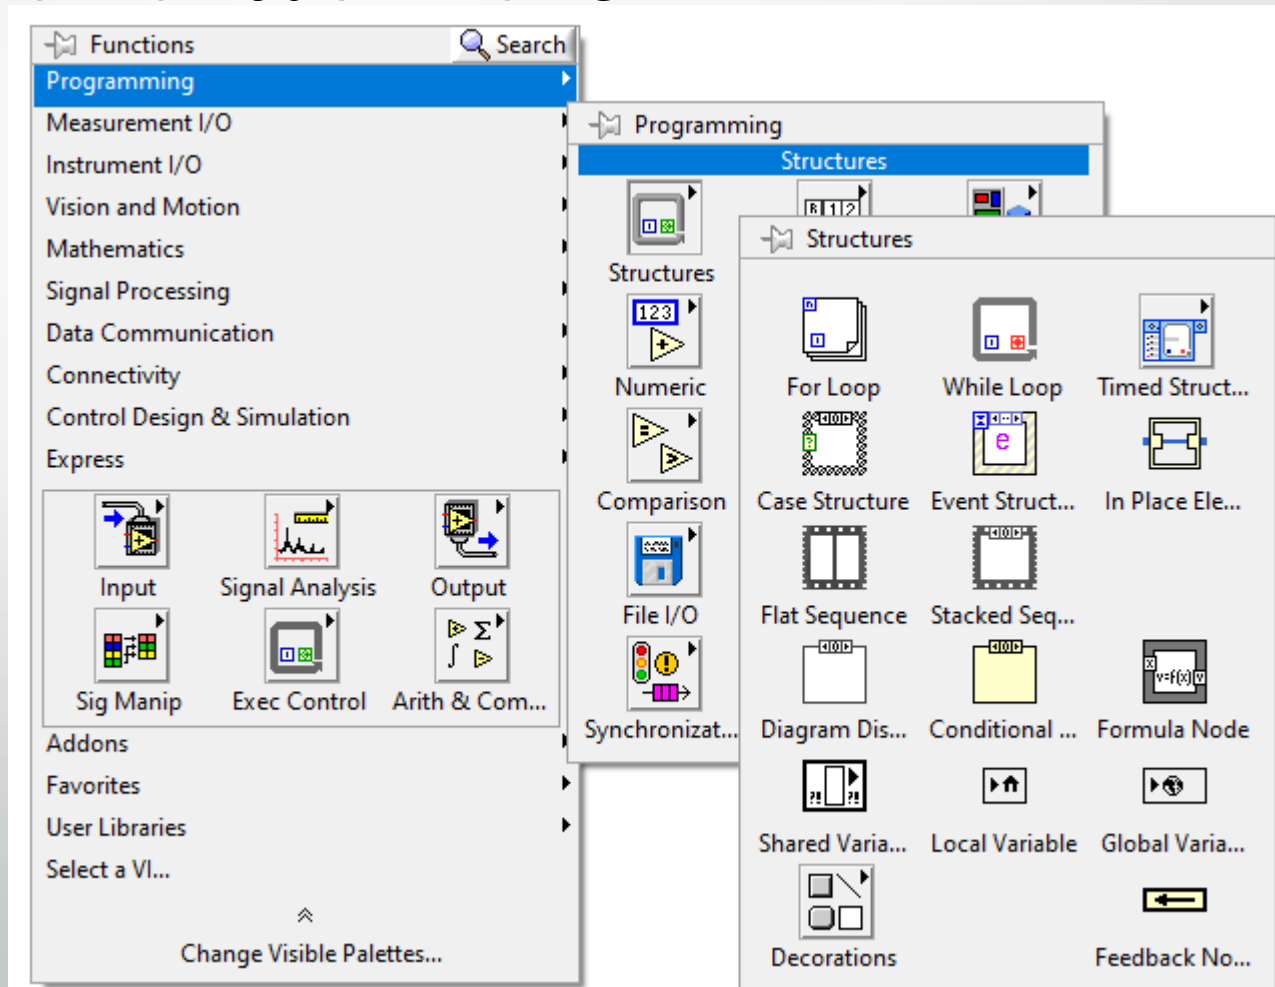 Functions
Search
Programming
Measurement I/O
Instrument I/O
Vision and Motion
Mathematics
Signal Processing
Data Communication
Connectivity
Control Design & Simulation
Express
Input Signal Analysis Output
Sig Manip Exec Control Arith & Com...
Addons
Favorites
User Libraries
Select a VI...
Change Visible Palettes...
Programming
Structures
Structures
Numeric
Comparison
File I/O
Synchronizat...
Structures
For Loop While Loop Timed Struct...
Case Structure Event Struct... In Place Ele...
Flat Sequence Stacked Seq...
Diagram Dis... Conditional ... Formula Node
Shared Varia... Local Variable Global Varia...
Decorations Feedback No...